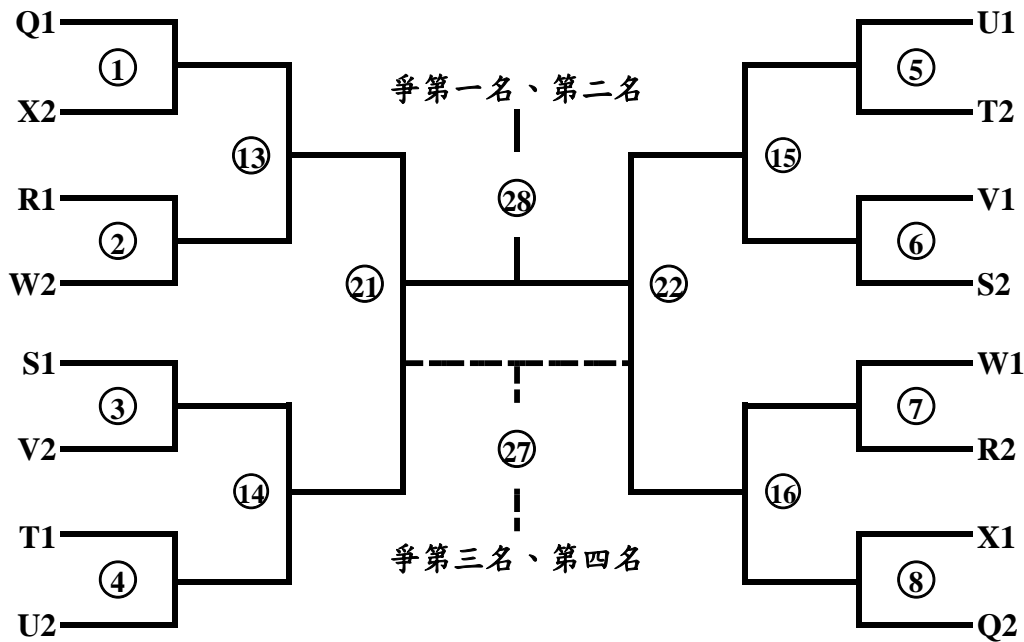 Q1
①
X2
⑬
R1
②
W2
㉑
S1
③
V2
⑭
T1
④
U2
爭第一名、第二名
㉘
㉗
爭第三名、第四名
U1
⑤
T2
⑮
V1
⑥
S2
㉒
W1
⑦
R2
⑯
X1
⑧
Q2